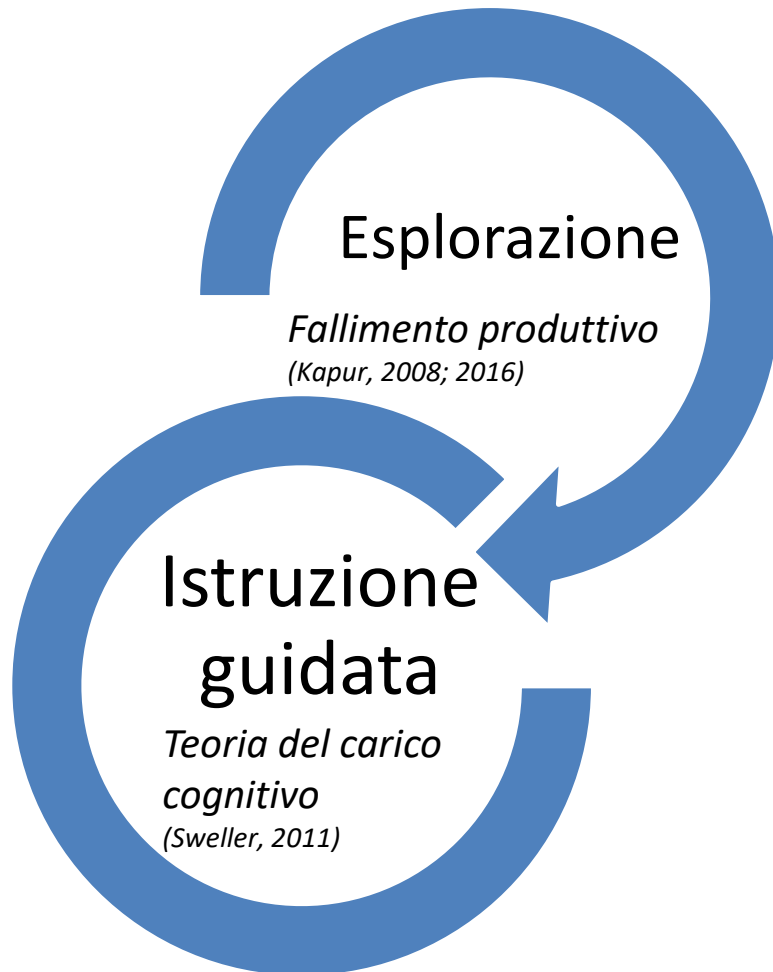 Esplorazione
Fallimento produttivo
(Kapur, 2008; 2016)
Istruzione
guidata
Teoria del carico
cognitivo
(Sweller, 2011)